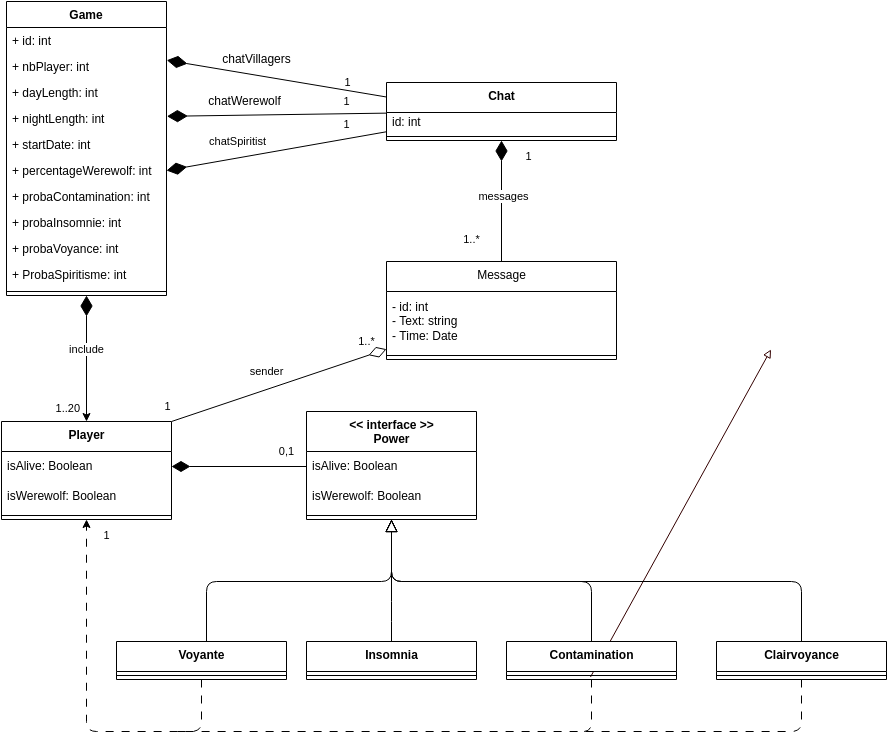 Game
+ id: int
+ nbPlayer: int
+ dayLength: int
+ nightLength: int
+ startDate: int
+ percentageWerewolf: int
+ probaContamination: int
+ probaInsomnie: int
+ probaVoyance: int
+ ProbaSpiritisme: int
chatVillagers
1
chatWerewolf
1
chatSpiritist
1
Chat
id: int
1
messages
1..*
Message
- id: int
- Text: string
- Time: Date
include
1..20
1..*
sender
1
Player
isAlive: Boolean
isWerewolf: Boolean
1
0,1
<< interface >>
Power
isAlive: Boolean
isWerewolf: Boolean
Voyante
Insomnia
Contamination
Clairvoyance